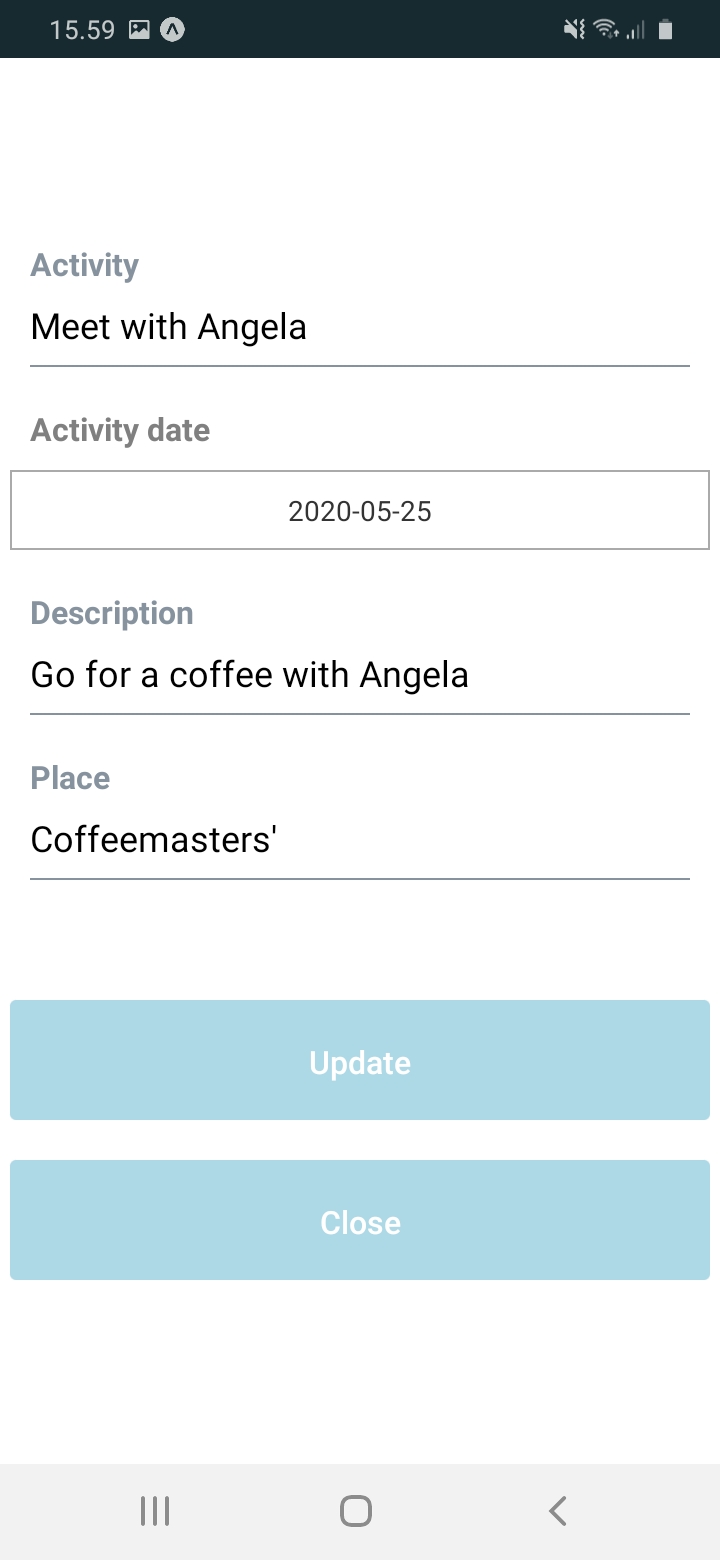 15.59
Activity
Meet with Angela
Activity date
2020-05-25
Description
Go for a coffee with Angela
Place
Coffeemasters'
Update
Close